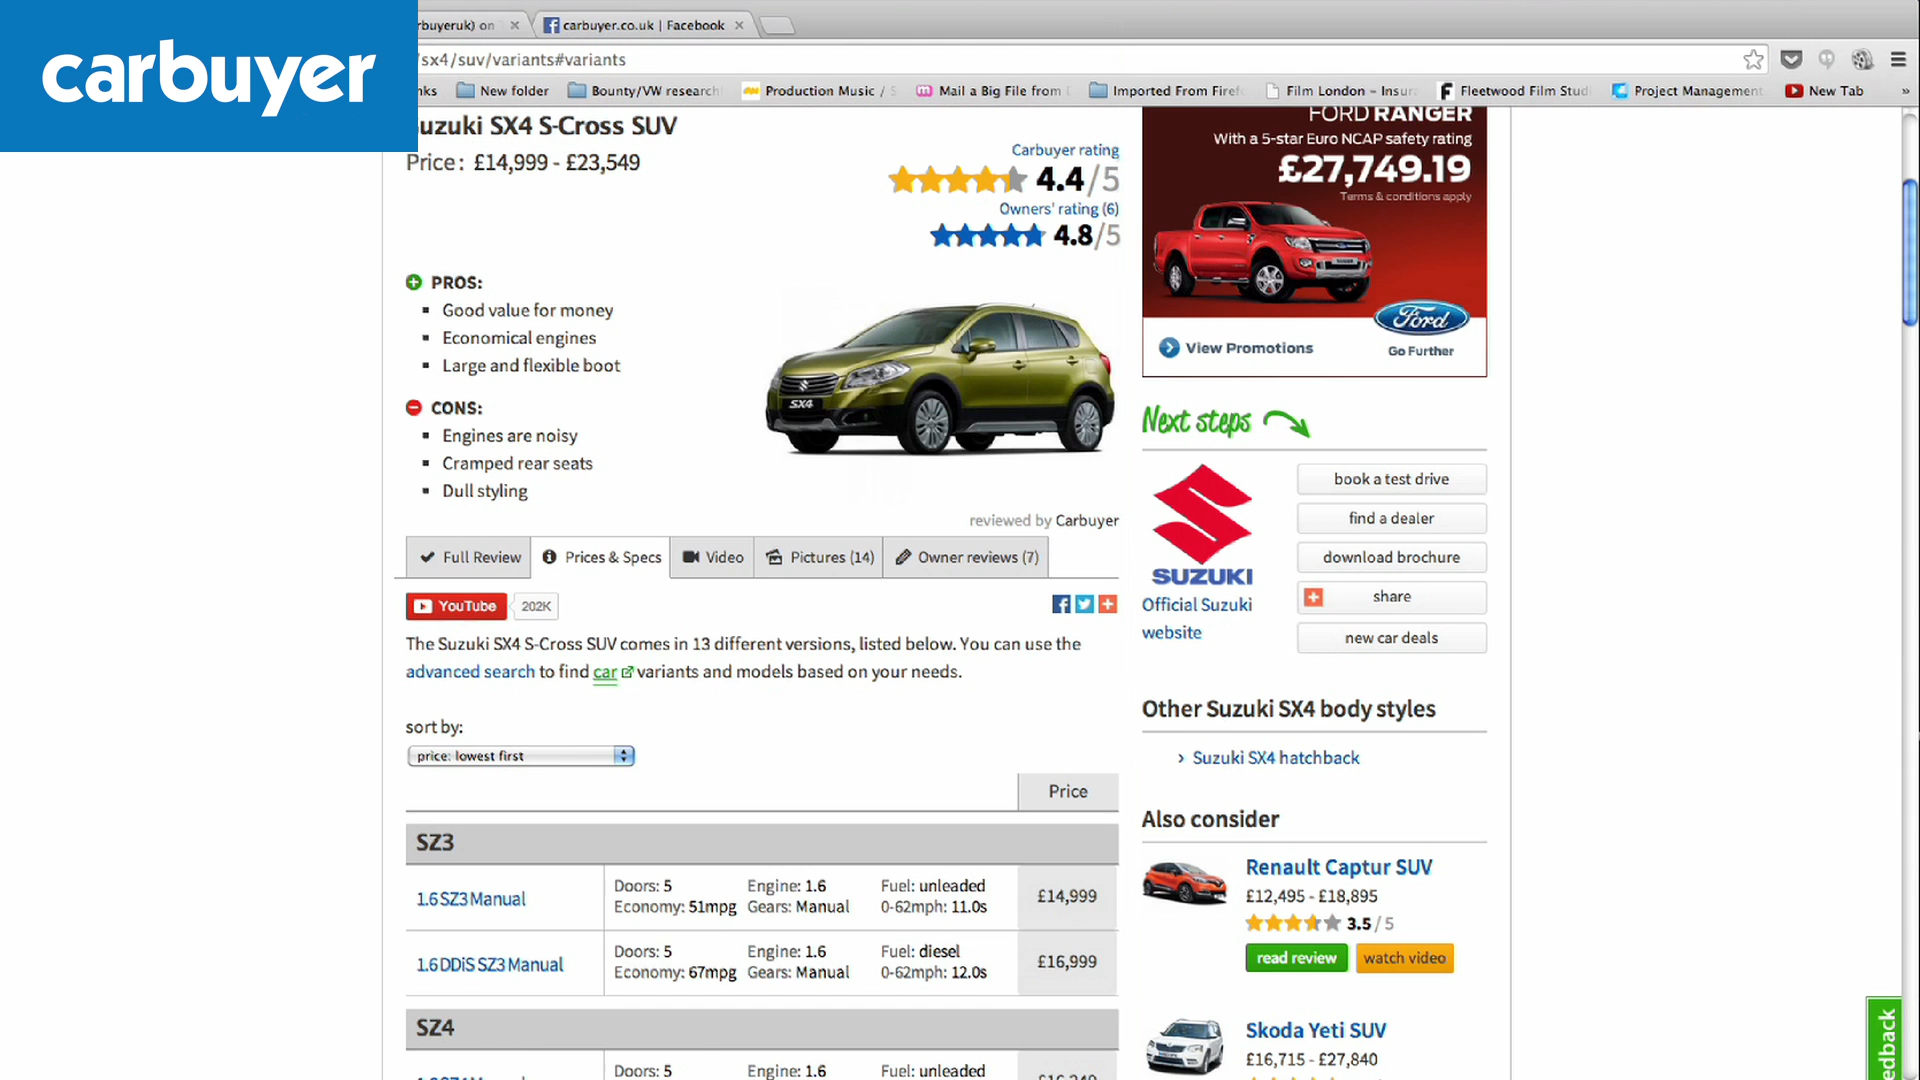 carbuyer
rbuyeruk) on
carbuyer.co.uk | Facebook
/sx4/suv/variants#variants
nks
New folder
Bounty/VW research
Production Music / S
Mail a Big File from
Imported From Firef
Film London – Insur
Fleetwood Film Stud
Project Management
New Tab
»
uzuki SX4 S-Cross SUV
Price: £14,999 - £23,549
Carbuyer rating
4.4/5
Owners' rating (6)
4.8/5
PROS:
Good value for money
Economical engines
Large and flexible boot
CONS:
Engines are noisy
Cramped rear seats
Dull styling
SX4
reviewed by Carbuyer
Full Review
Prices & Specs
Video
Pictures (14)
Owner reviews (7)
YouTube
202K
The Suzuki SX4 S-Cross SUV comes in 13 different versions, listed below. You can use the
advanced search to find car variants and models based on your needs.
sort by:
price: lowest first
Price
SZ3
1.6 SZ3 Manual
Doors: 5 Engine: 1.6 Fuel: unleaded
Economy: 51mpg Gears: Manual 0-62mph: 11.0s
£14,999
1.6 DDiS SZ3 Manual
Doors: 5 Engine: 1.6 Fuel: diesel
Economy: 67mpg Gears: Manual 0-62mph: 12.0s
£16,999
SZ4
Doors: 5 Engine: 1.6 Fuel: unleaded
FORD RANGER
With a 5-star Euro NCAP safety rating
£27,749.19
Terms & conditions apply
View Promotions
Ford
Go Further
Next steps
SUZUKI
Official Suzuki
website
book a test drive
find a dealer
download brochure
share
new car deals
Other Suzuki SX4 body styles
› Suzuki SX4 hatchback
Also consider
Renault Captur SUV
£12,495 - £18,895
3.5 / 5
read review
watch video
Skoda Yeti SUV
£16,715 - £27,840
edback